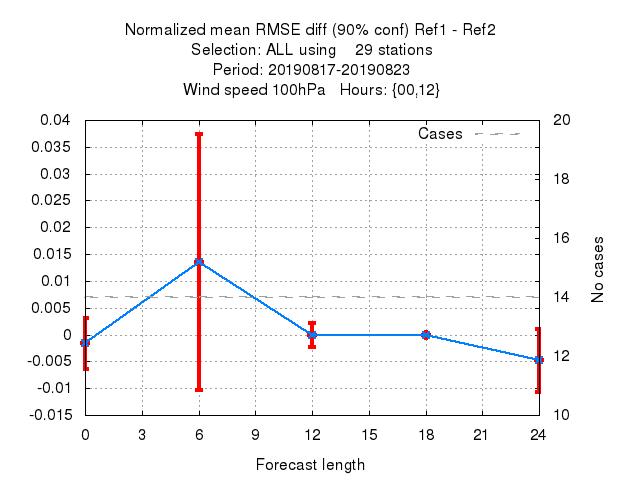 Normalized mean RMSE diff (90% conf) Ref1 - Ref2
Selection: ALL using    29 stations
Period: 20190817-20190823
Wind speed 100hPa   Hours: {00,12}
0.04
0.035
0.03
0.025
0.02
0.015
0.01
0.005
0
-0.005
-0.01
-0.015
Cases
20
18
16
14
12
10
No cases
0 3 6 9 12 15 18 21 24
Forecast length